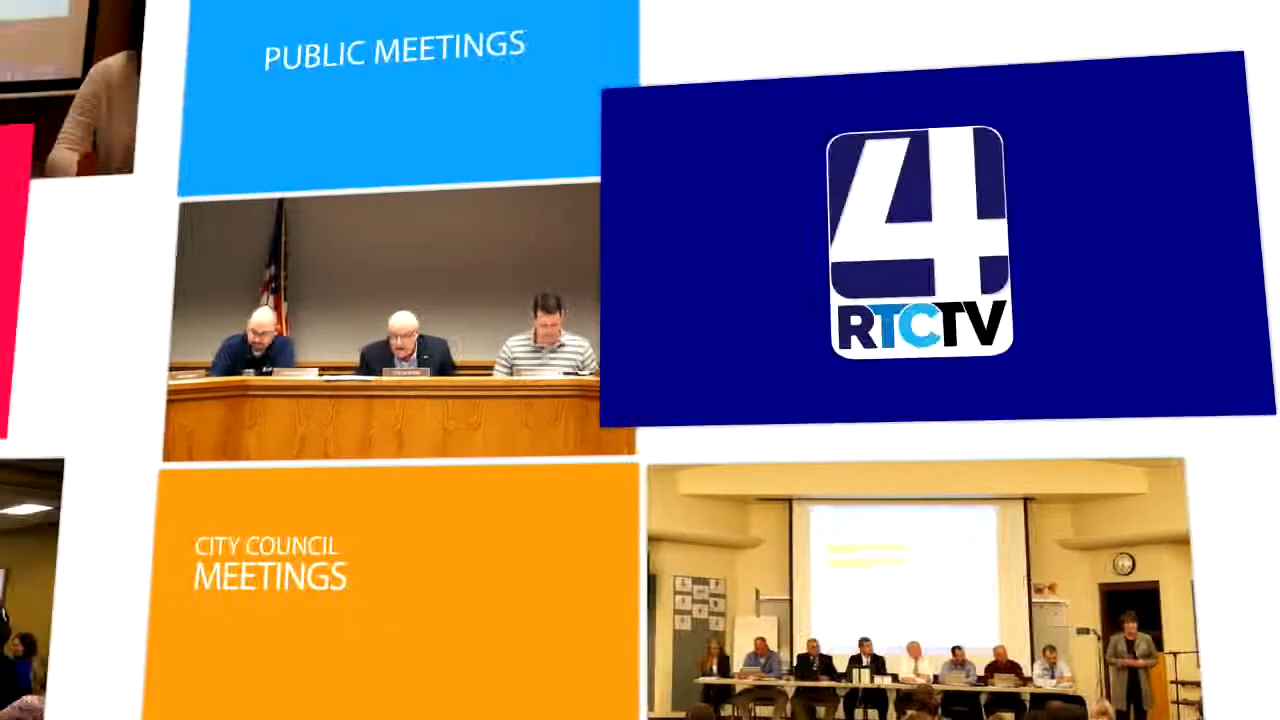 PUBLIC MEETINGS
4
RTCTV
CITY COUNCIL
MEETINGS